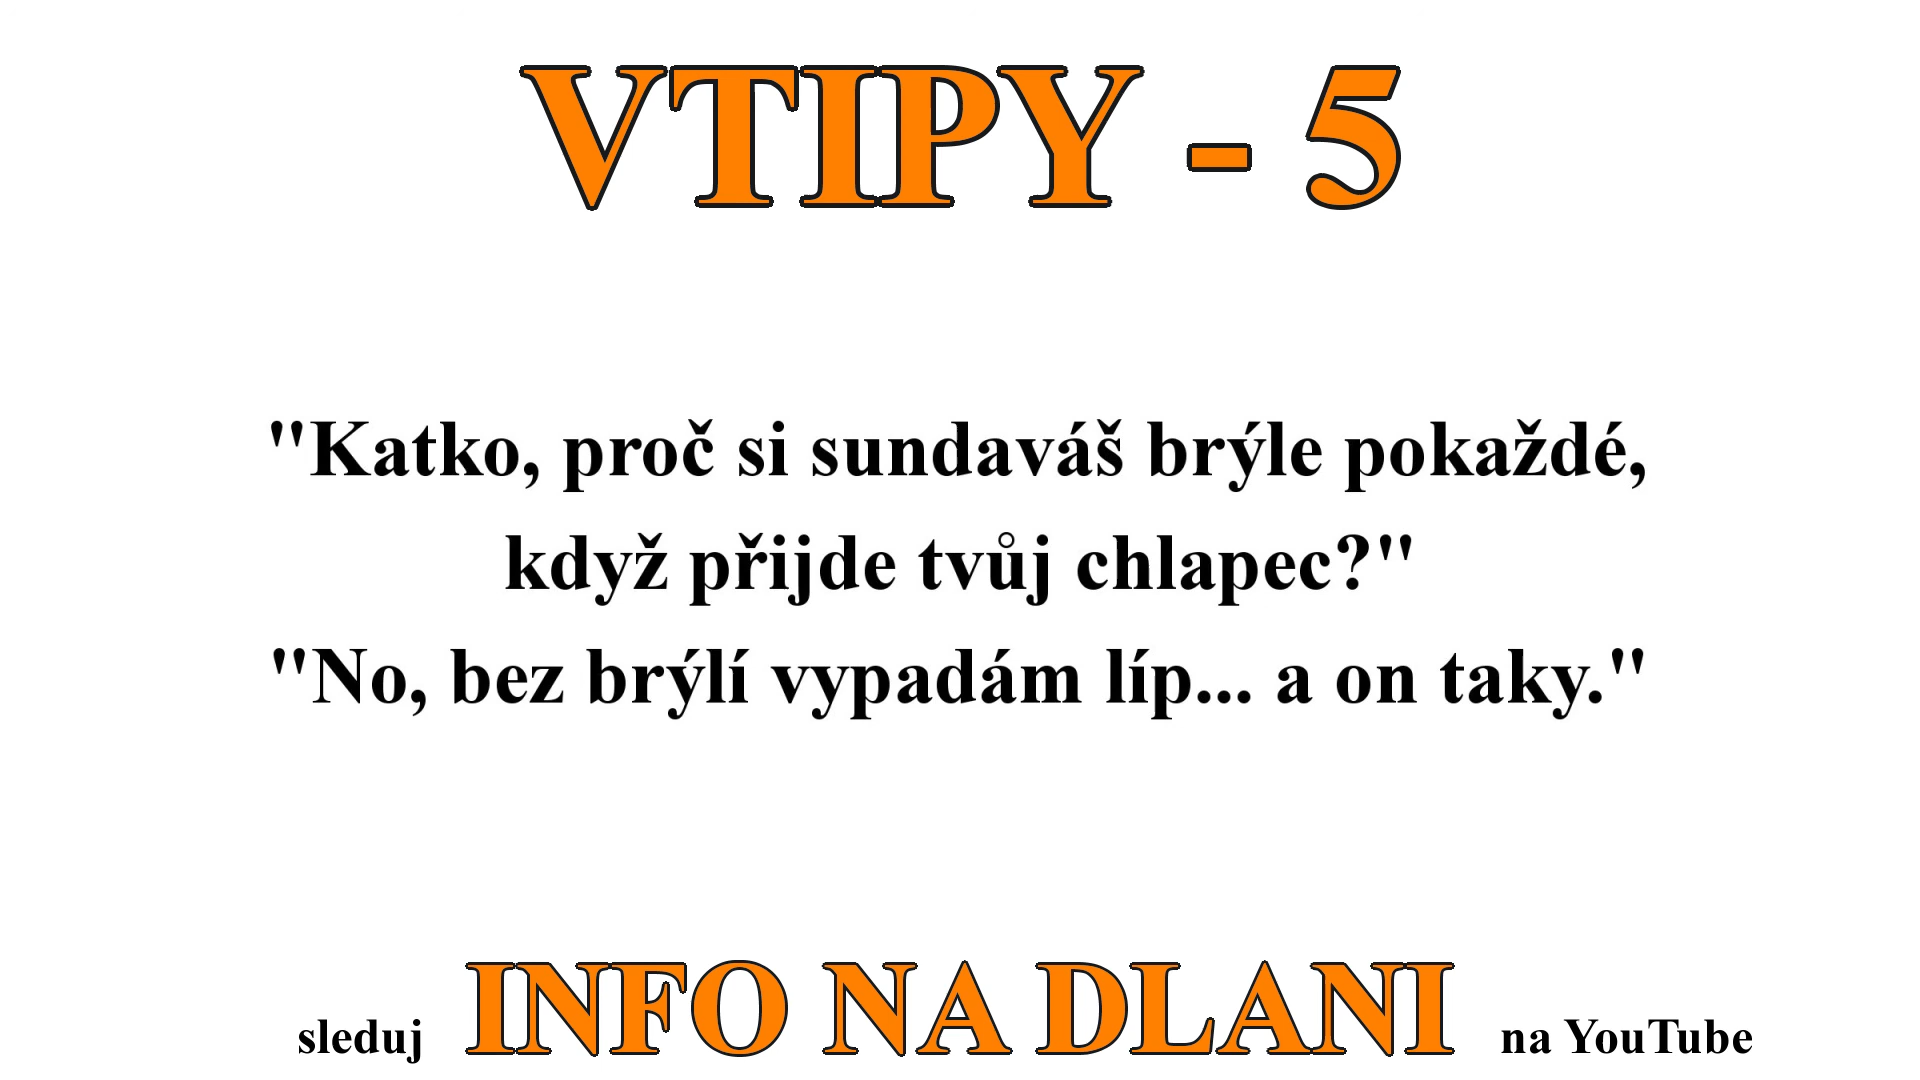 VTIPY - 5
"Katko, proč si sundaváš brýle pokaždé,
když přijde tvůj chlapec?"
"No, bez brýlí vypadám líp... a on taky."
sleduj INFO NA DLANI na YouTube